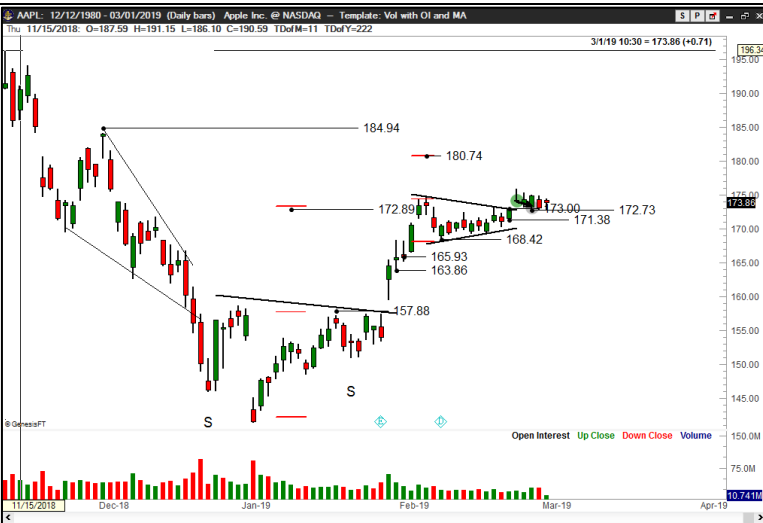 AAPL: 12/12/1980 - 03/01/2019 (Daily bars) Apple Inc. @ NASDAQ — Template: Vol with OI and MA
S P
Thu 11/15/2018: O=187.59 H=191.15 L=186.10 C=190.59 TDofM=11 TDofY=222
3/1/19 10:30 = 173.86 (+0.71)
196.34
195.00
190.00
184.94
185.00
180.74
180.00
172.89
173.00
172.73
175.00
173.86
171.38
170.00
168.42
165.93
165.00
163.86
160.00
157.88
155.00
150.00
S
S
145.00
E
D
© GenesisFT
Open Interest Up Close Down Close Volume
150.0M
75.0M
10.741M
11/15/2018 Dec-18 Jan-19 Feb-19 Mar-19 Apr-19